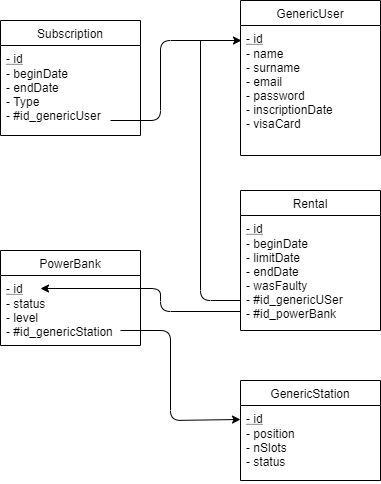 Subscription
- id
- beginDate
- endDate
- Type
- #id_genericUser
GenericUser
- id
- name
- surname
- email
- password
- inscriptionDate
- visaCard
Rental
- id
- beginDate
- limitDate
- endDate
- wasFaulty
- #id_genericUSer
- #id_powerBank
PowerBank
- id
- status
- level
- #id_genericStation
GenericStation
- id
- position
- nSlots
- status